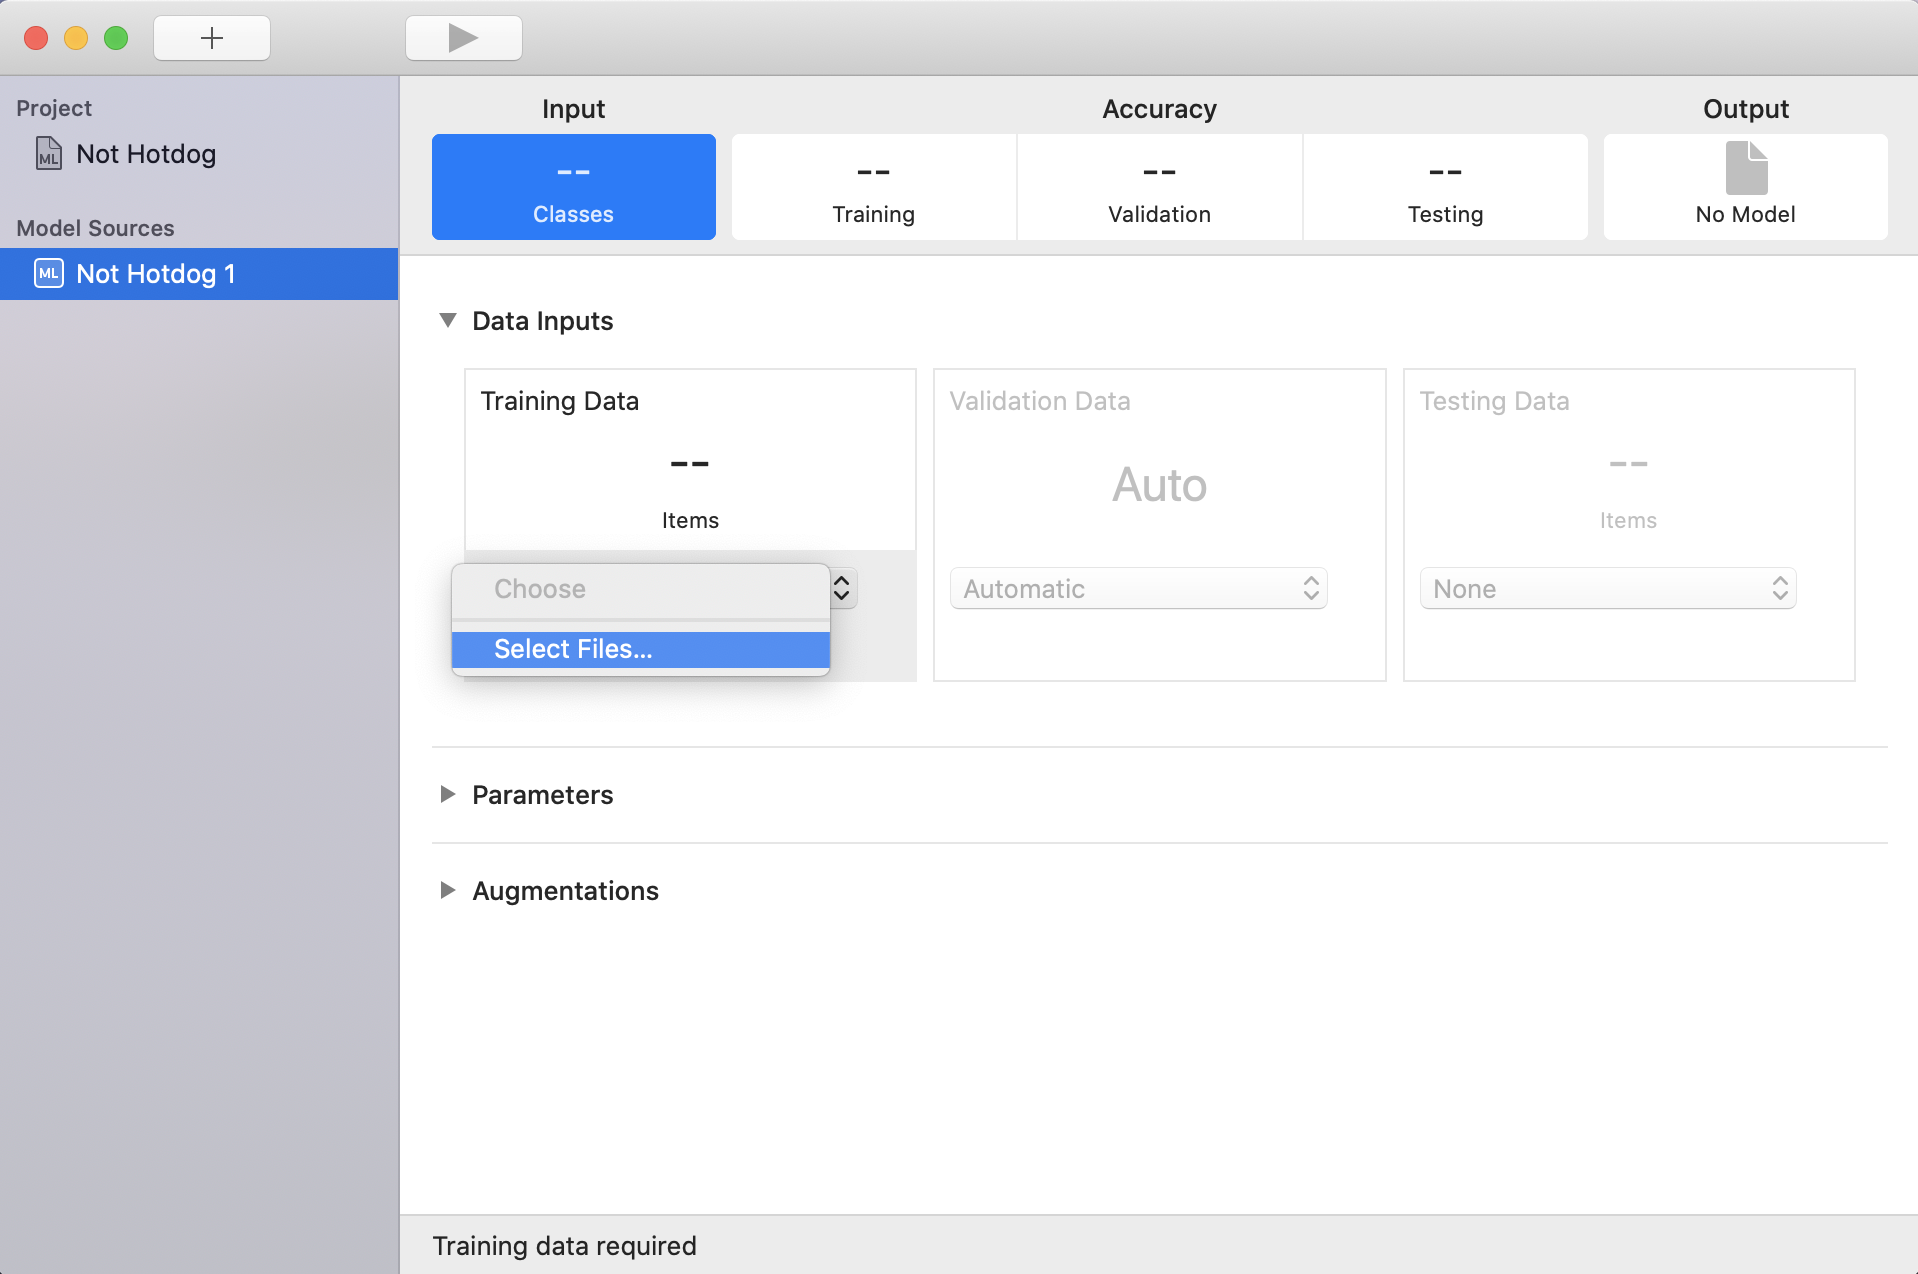 Project
ML Not Hotdog
Model Sources
ML Not Hotdog 1
Input Accuracy Output
-- -- -- --
Classes Training Validation Testing No Model
Data Inputs
Training Data
--
Items
Choose
Select Files...
Validation Data
Auto
Automatic
Testing Data
--
Items
None
Parameters
Augmentations
Training data required